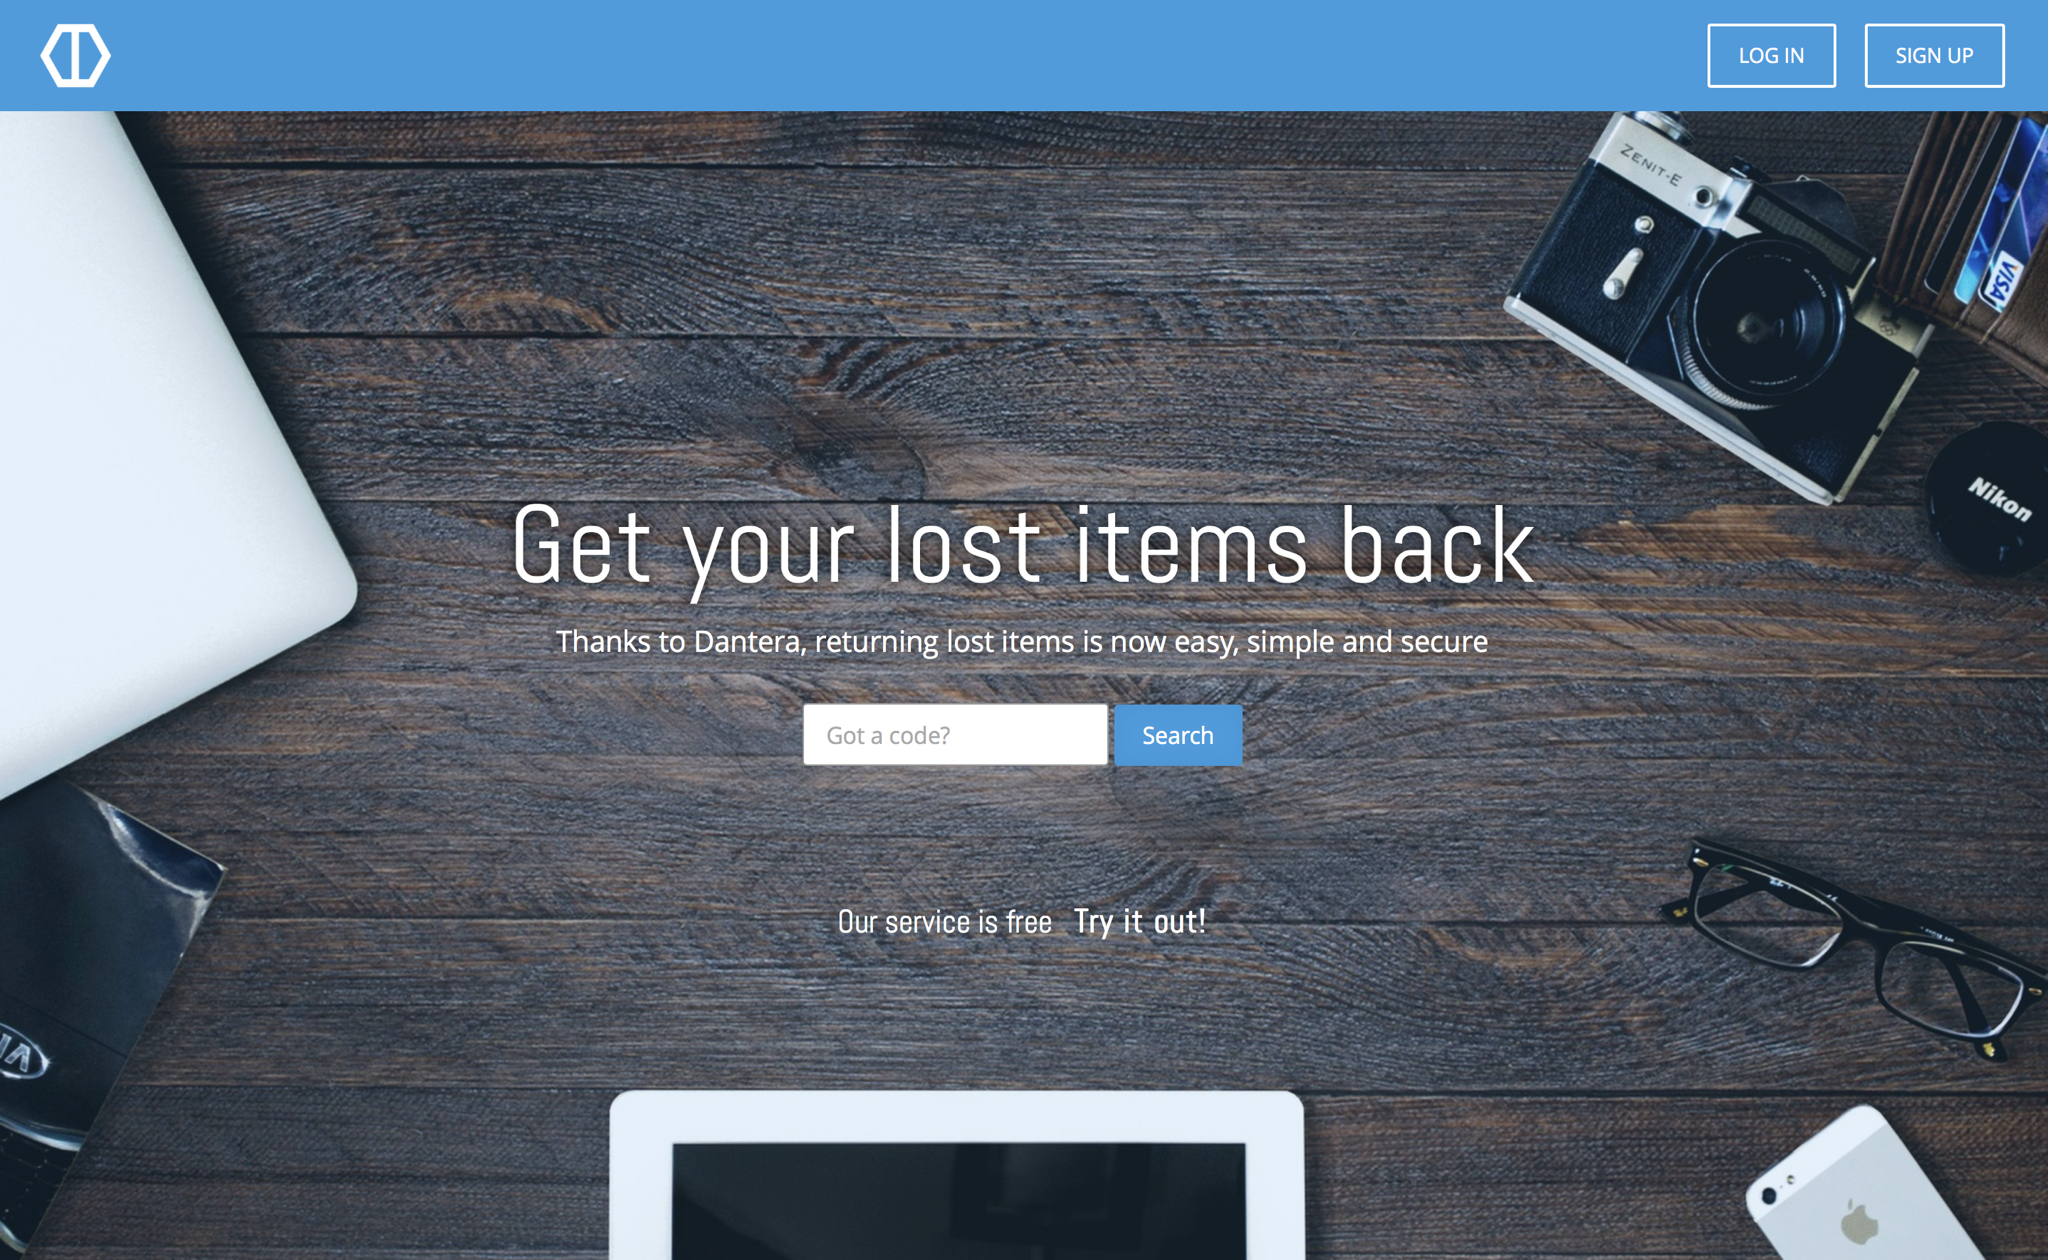 LOG IN
SIGN UP
ZENIT-E
VISA
Nikon
Get your lost items back
Thanks to Dantera, returning lost items is now easy, simple and secure
Got a code?
Search
Our service is free Try it out!